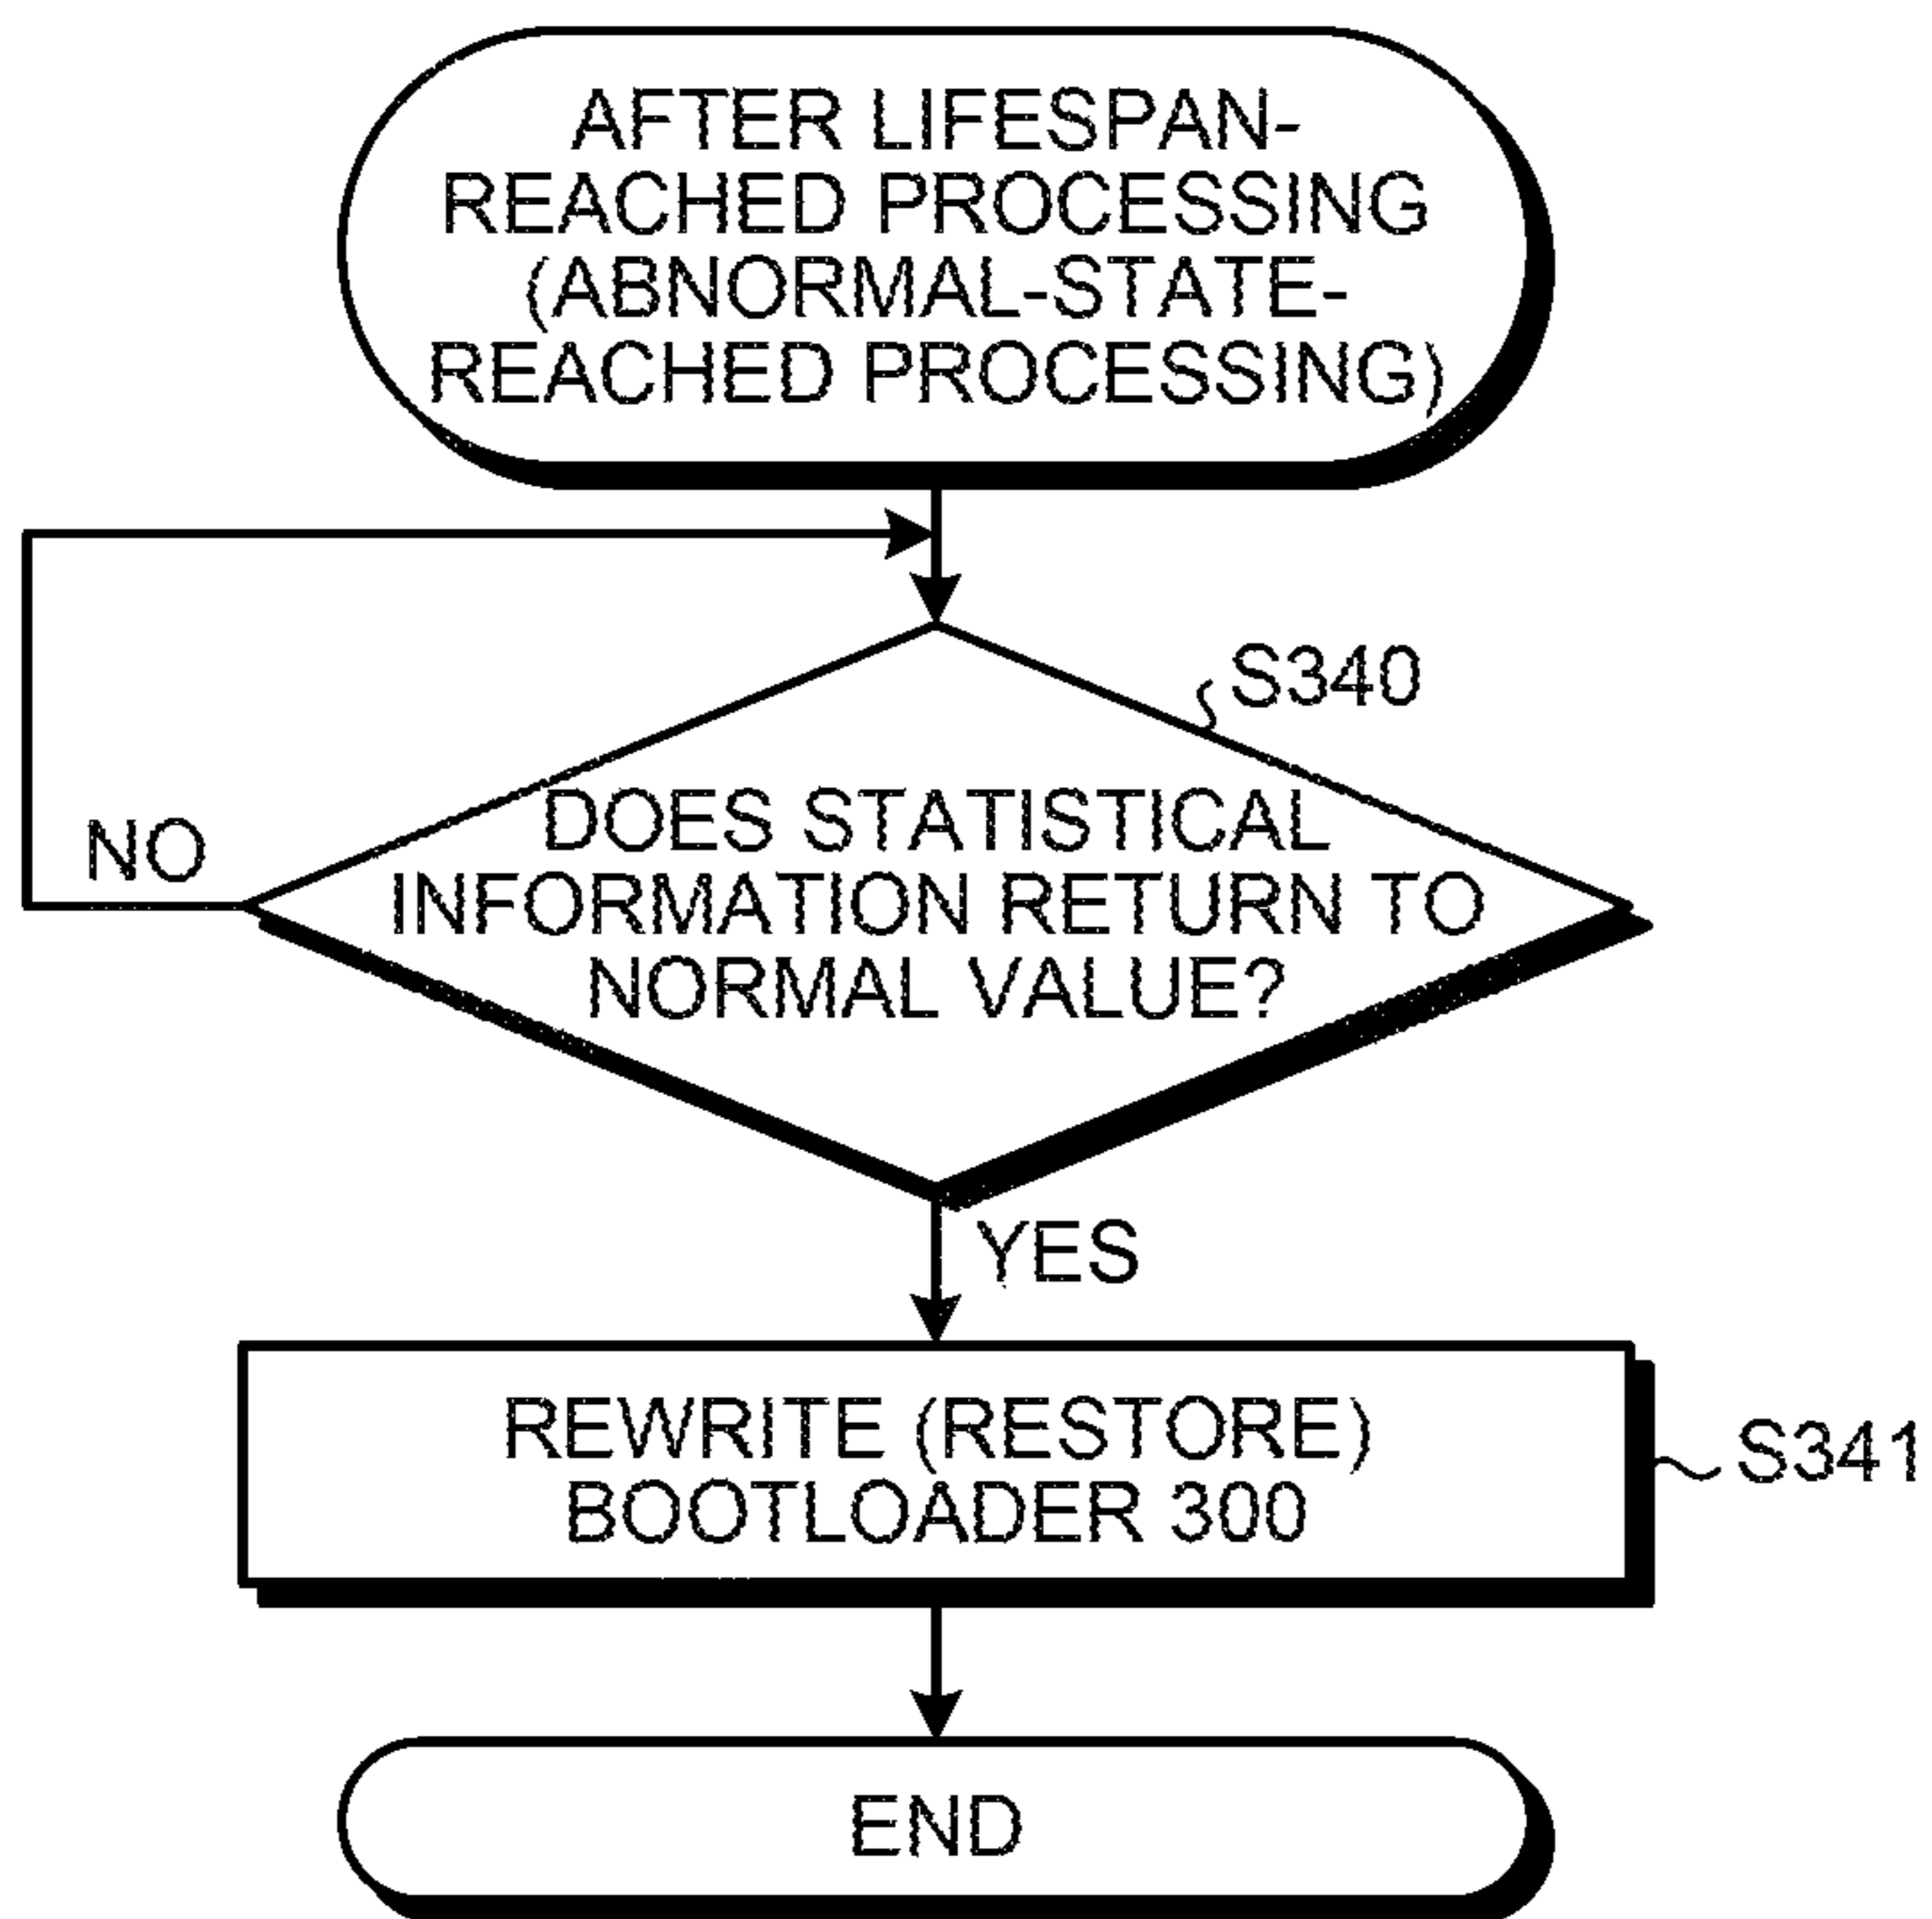 AFTER LIFESPAN-
REACHED PROCESSING
(ABNORMAL-STATE-
REACHED PROCESSING)
S340
DOES STATISTICAL
INFORMATION RETURN TO
NORMAL VALUE?
NO
YES
REWRITE (RESTORE)
BOOTLOADER 300
S341
END